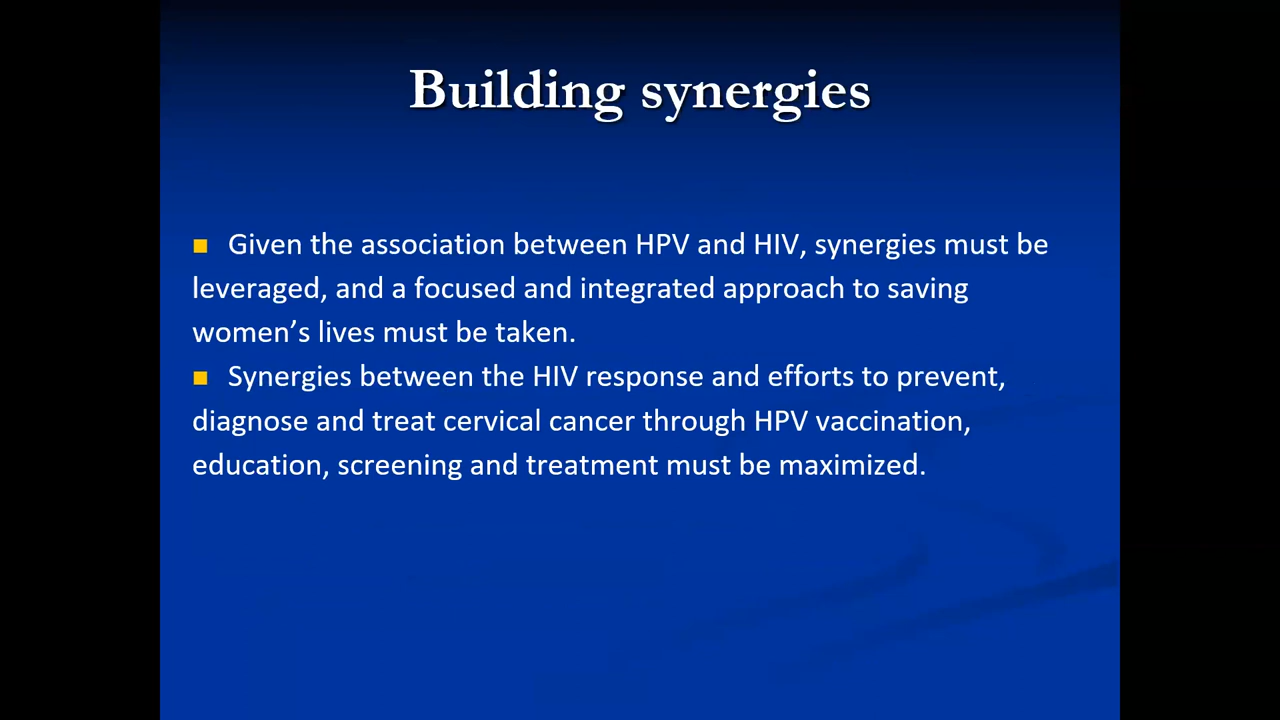 Building synergies
■ Given the association between HPV and HIV, synergies must be
leveraged, and a focused and integrated approach to saving
women’s lives must be taken.
■ Synergies between the HIV response and efforts to prevent,
diagnose and treat cervical cancer through HPV vaccination,
education, screening and treatment must be maximized.